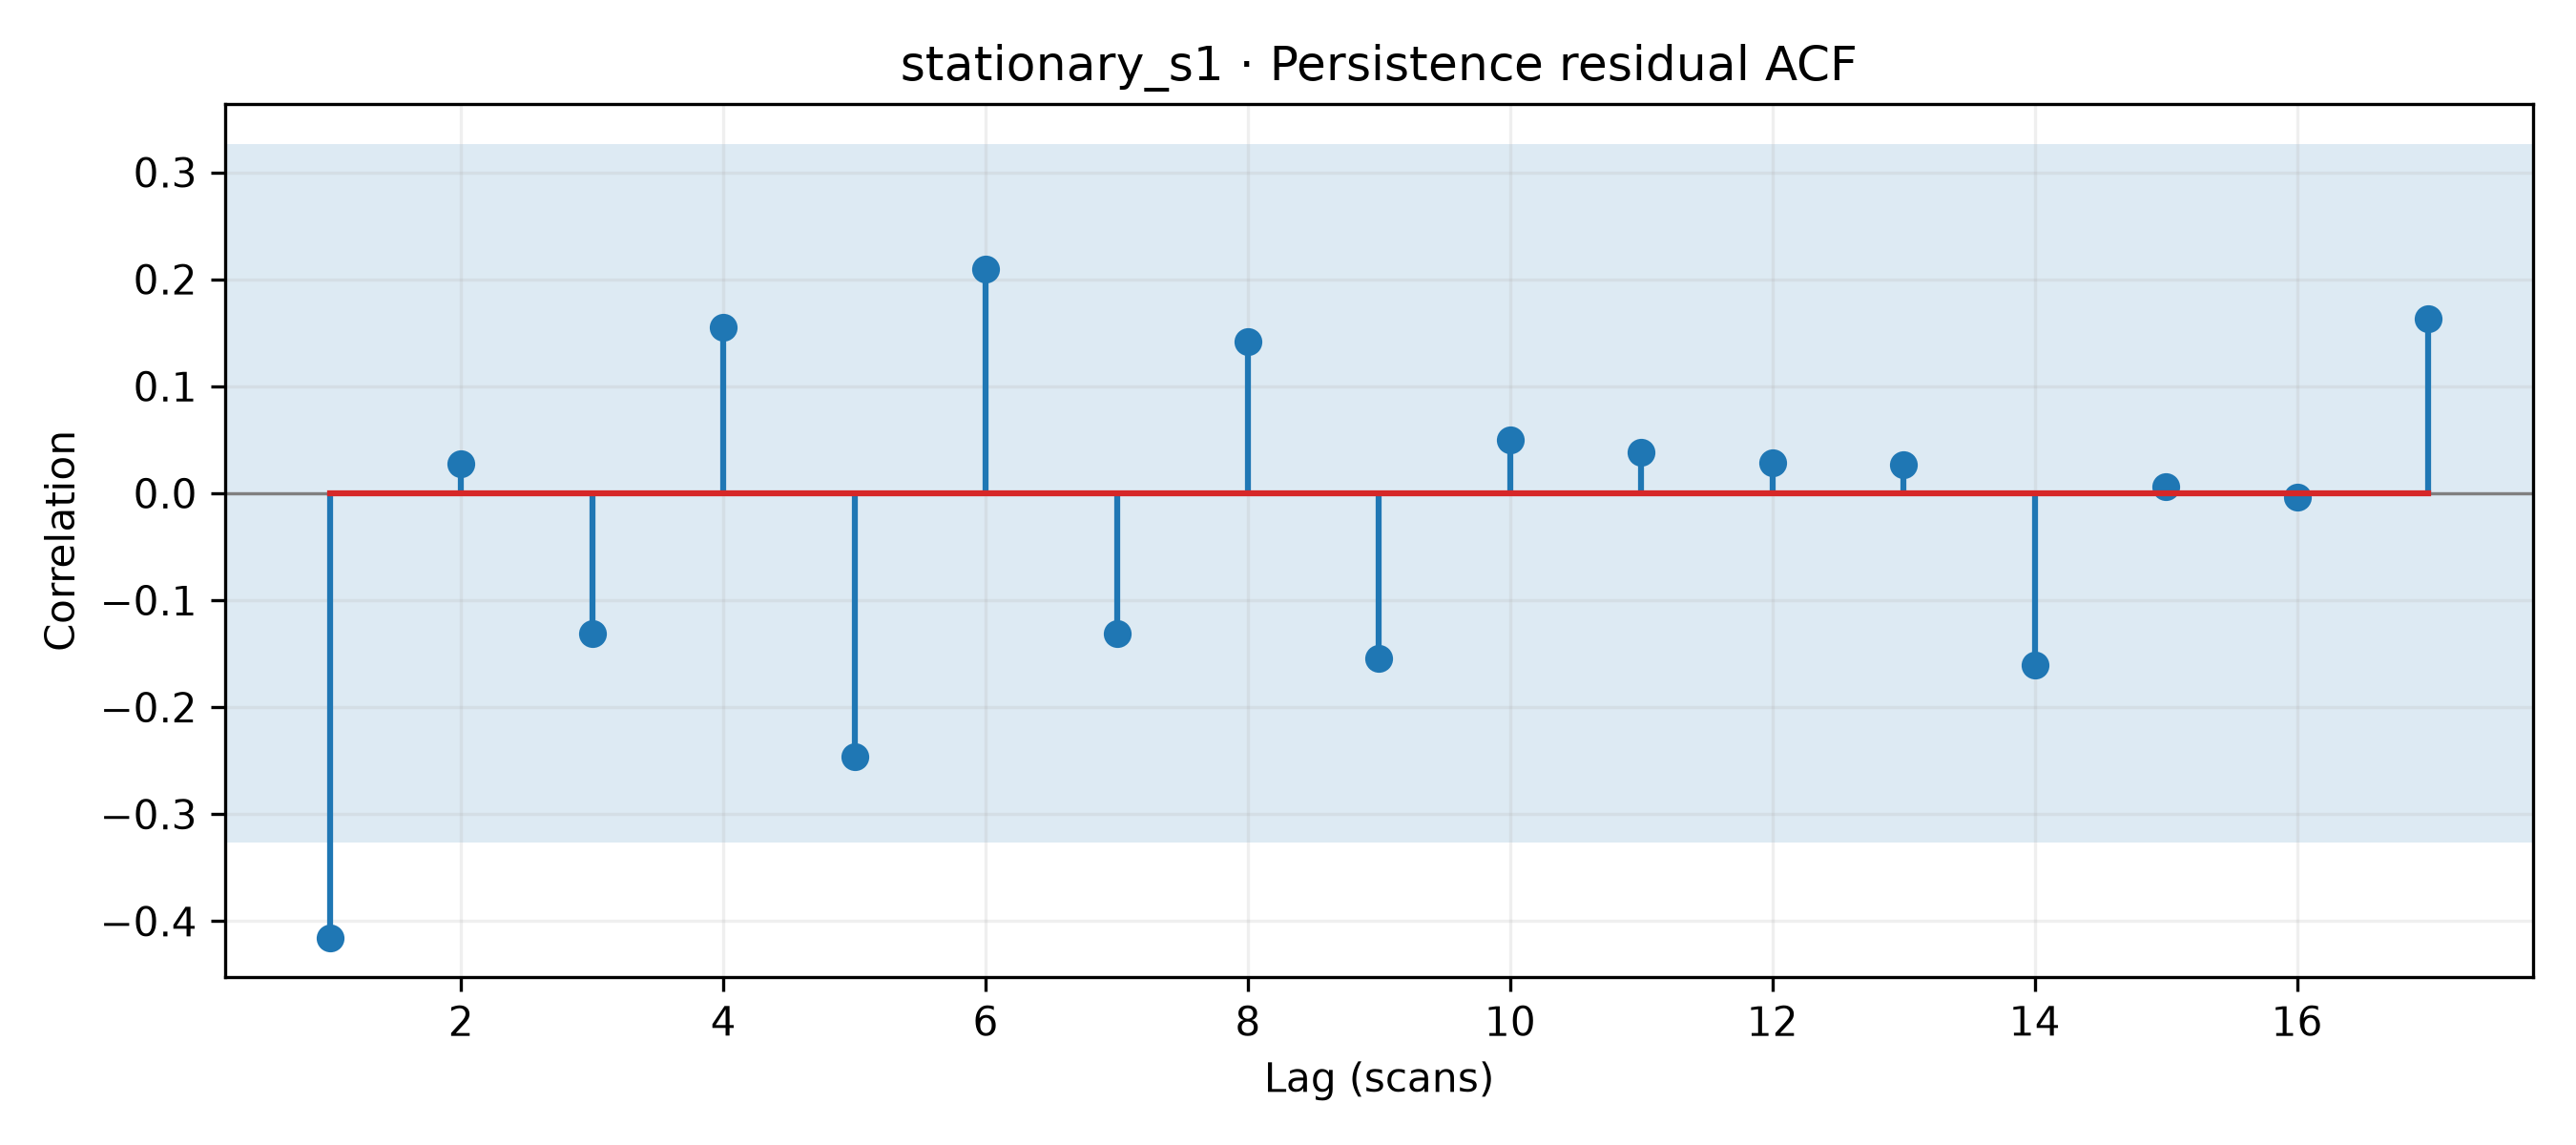 stationary_s1 · Persistence residual ACF
0.3
0.2
0.1
0.0
−0.1
−0.2
−0.3
−0.4
Correlation
2 4 6 8 10 12 14 16
Lag (scans)